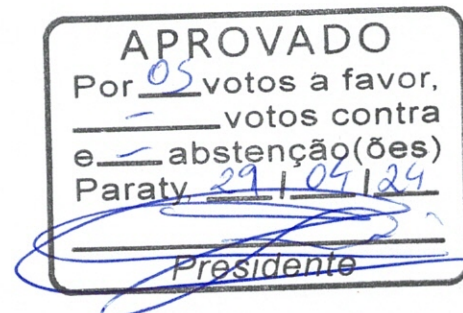 APROVADO
Por 05 votos a favor,
- votos contra
e - abstenção(ões)
Paraty 29 / 04 / 24
Presidente